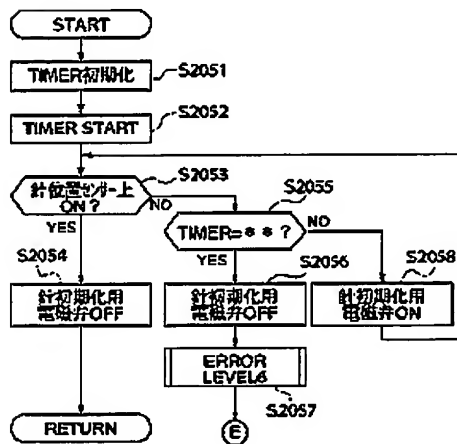 START
TIMER初期化
S2051
TIMER START
S2052
針位置センサー上
ON?
S2053
NO
YES
S2055
TIMER=**?
NO
YES
S2054
針初期化用
電磁弁OFF
S2056
針初期化用
電磁弁OFF
S2058
針初期化用
電磁弁ON
ERROR
LEVEL6
S2057
RETURN
E